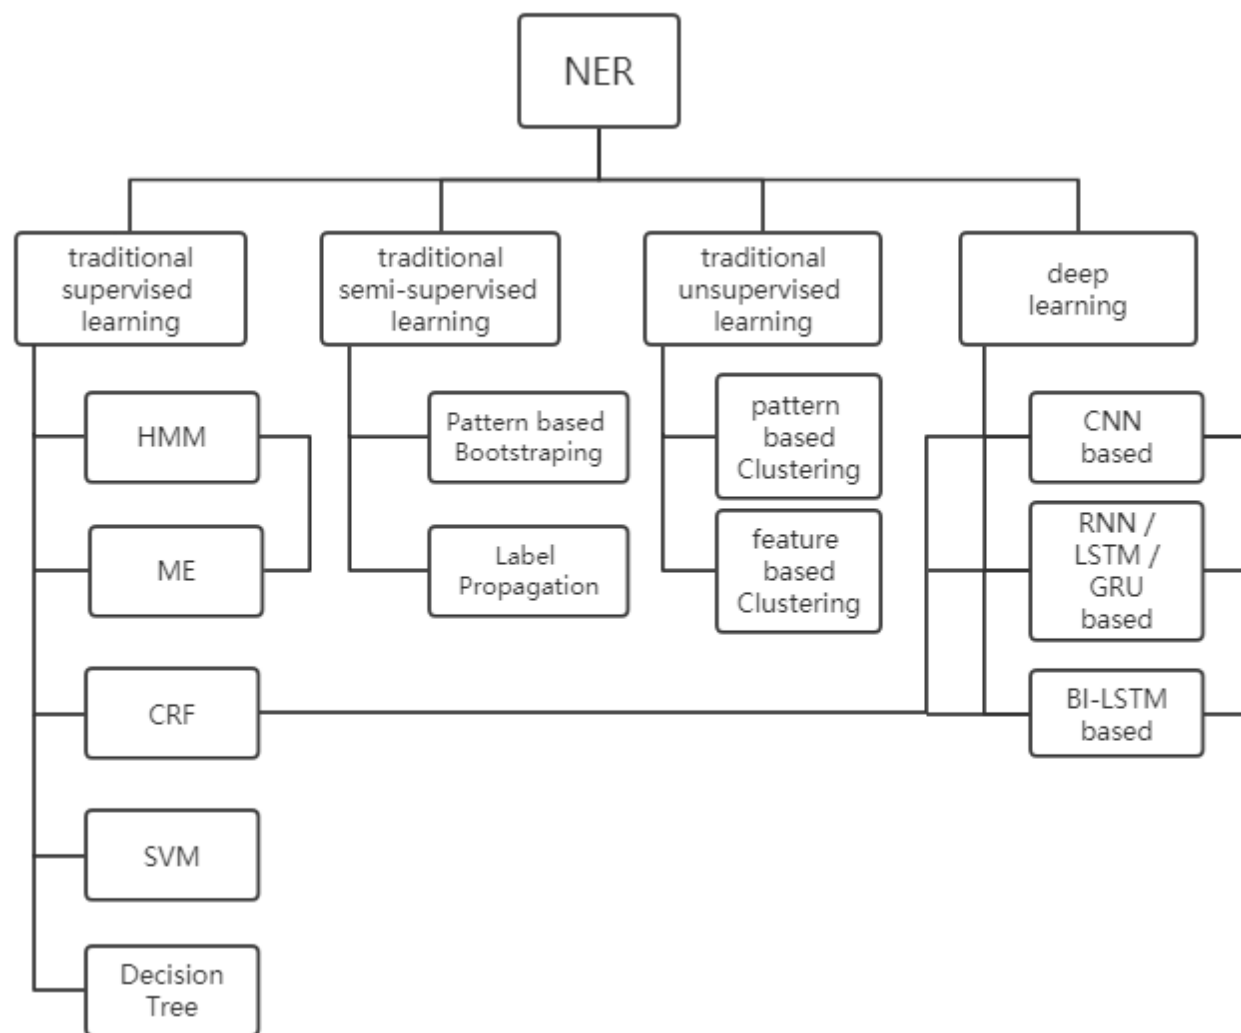 NER
traditional
supervised
learning
traditional
semi-supervised
learning
traditional
unsupervised
learning
deep
learning
HMM
ME
CRF
SVM
Decision
Tree
Pattern based
Bootstraping
Label
Propagation
pattern
based
Clustering
feature
based
Clustering
CNN
based
RNN /
LSTM /
GRU
based
BI-LSTM
based